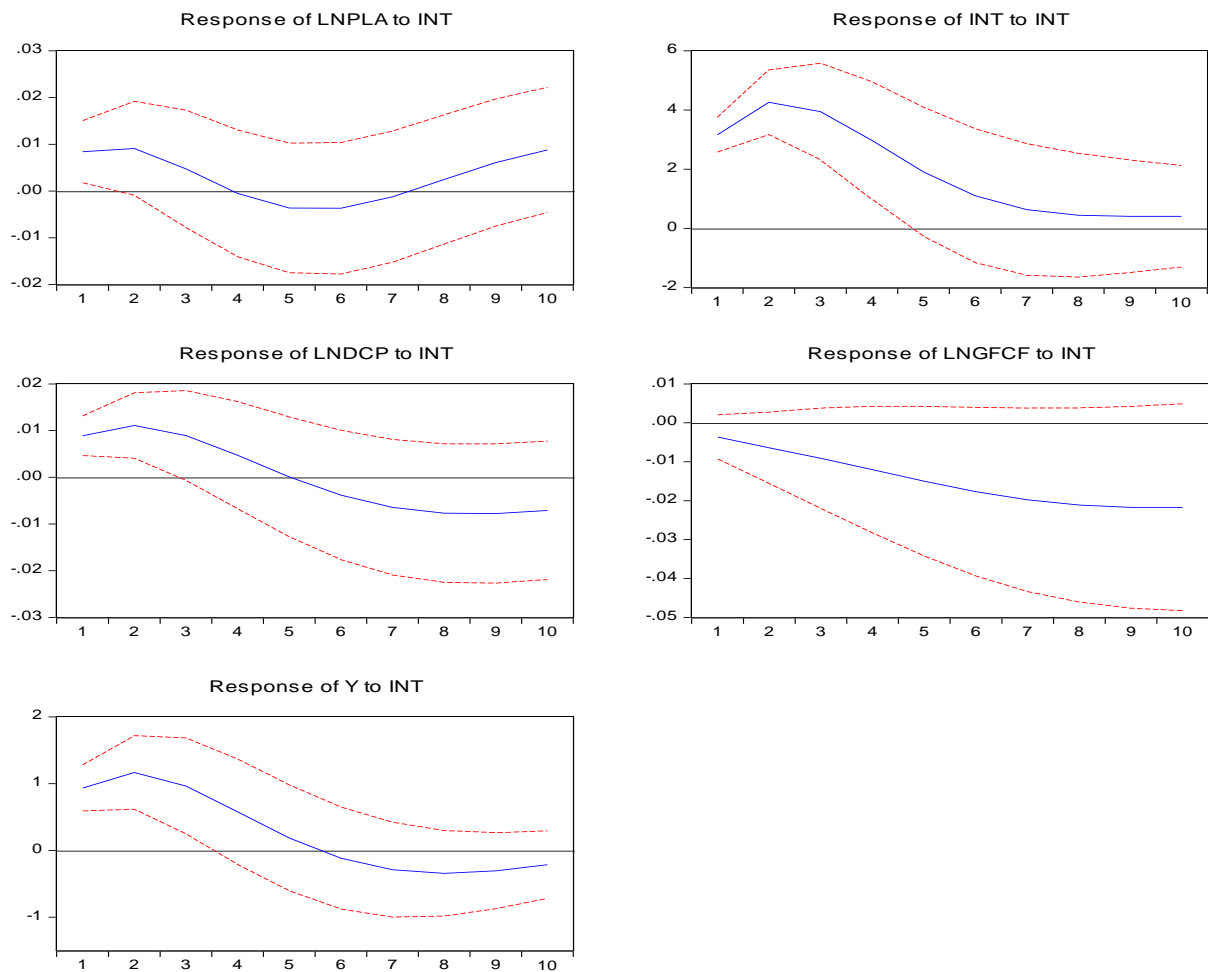 Response of LNPLA to INT
.03
.02
.01
.00
-.01
-.02
1 2 3 4 5 6 7 8 9 10
Response of INT to INT
6
4
2
0
-2
1 2 3 4 5 6 7 8 9 10
Response of LNDCP to INT
.02
.01
.00
-.01
-.02
-.03
1 2 3 4 5 6 7 8 9 10
Response of LNGFCF to INT
.01
.00
-.01
-.02
-.03
-.04
-.05
1 2 3 4 5 6 7 8 9 10
Response of Y to INT
2
1
0
-1
1 2 3 4 5 6 7 8 9 10